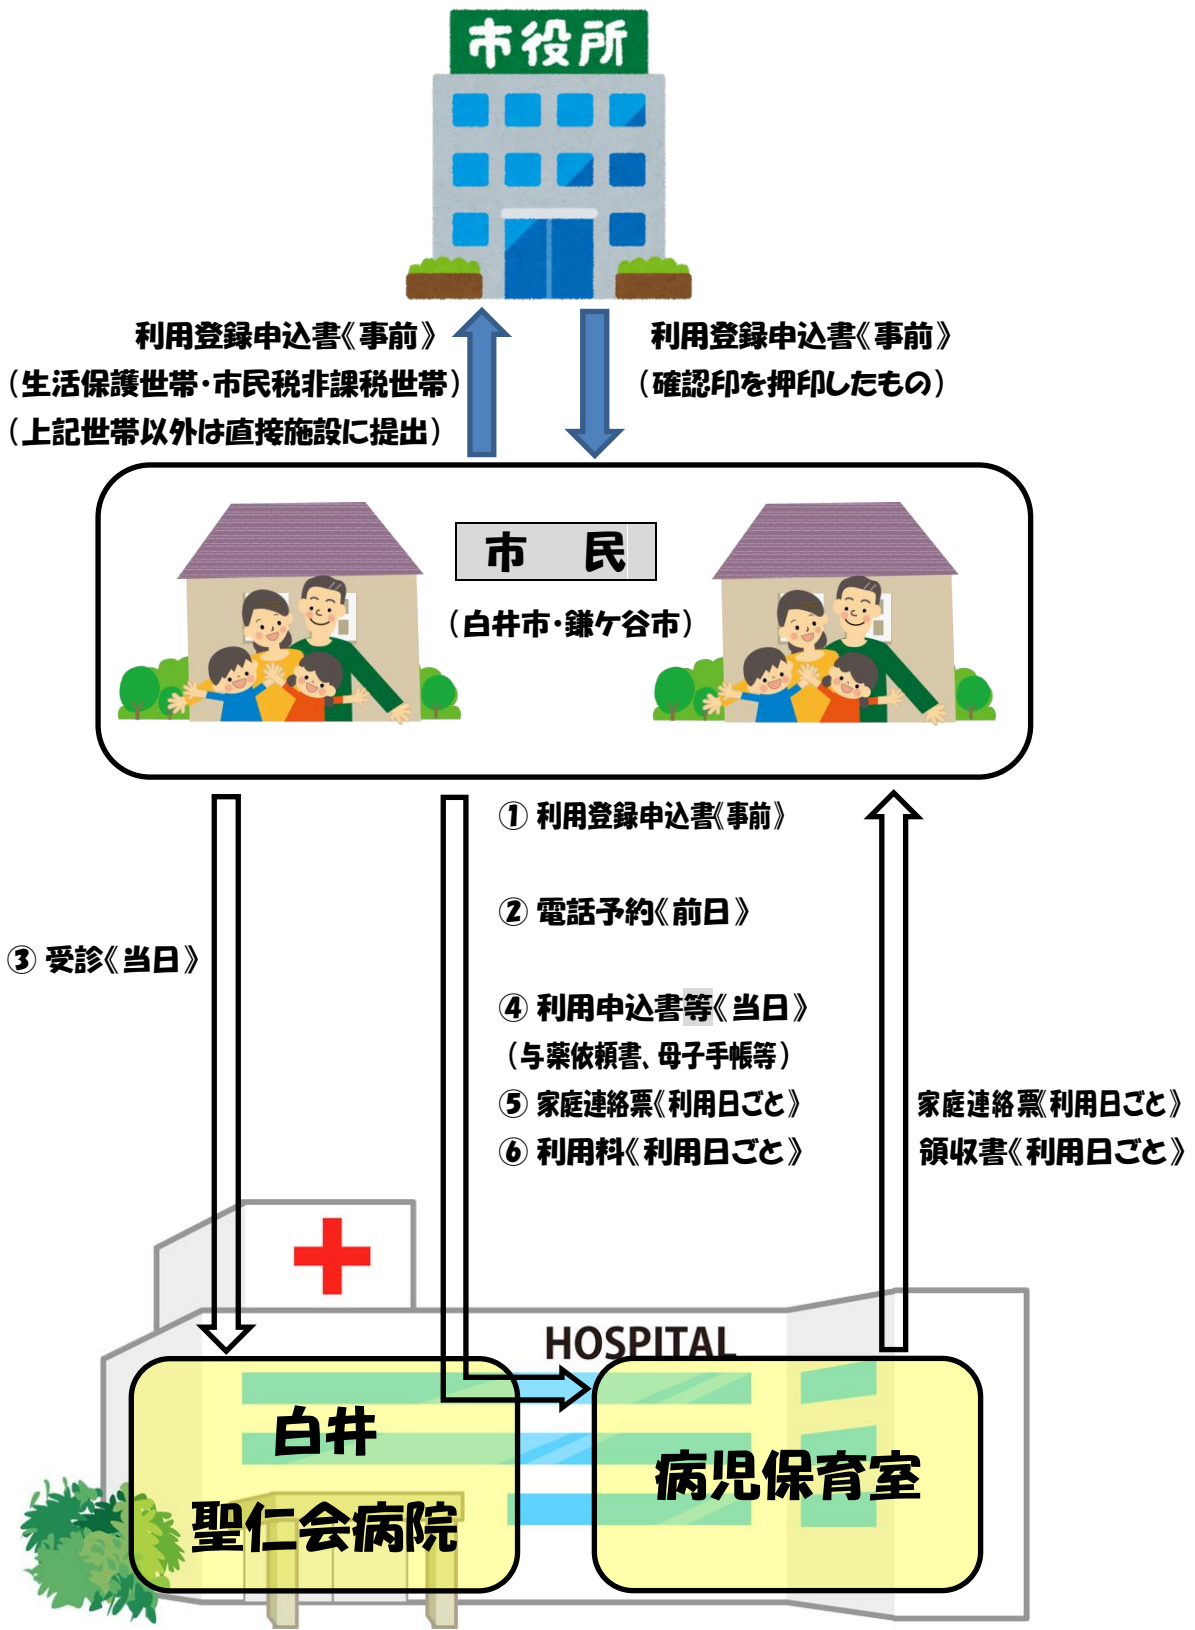 市役所
利用登録申込書《事前》
（生活保護世帯・市民税非課税世帯）
（上記世帯以外は直接施設に提出）
利用登録申込書《事前》
（確認印を押印したもの）
市　民
（白井市・鎌ケ谷市）
① 利用登録申込書《事前》
② 電話予約《前日》
③ 受診《当日》
④ 利用申込書等《当日》
（与薬依頼書、母子手帳等）
⑤ 家庭連絡票《利用日ごと》
⑥ 利用料《利用日ごと》
家庭連絡票《利用日ごと》
領収書《利用日ごと》
HOSPITAL
白井
聖仁会病院
病児保育室